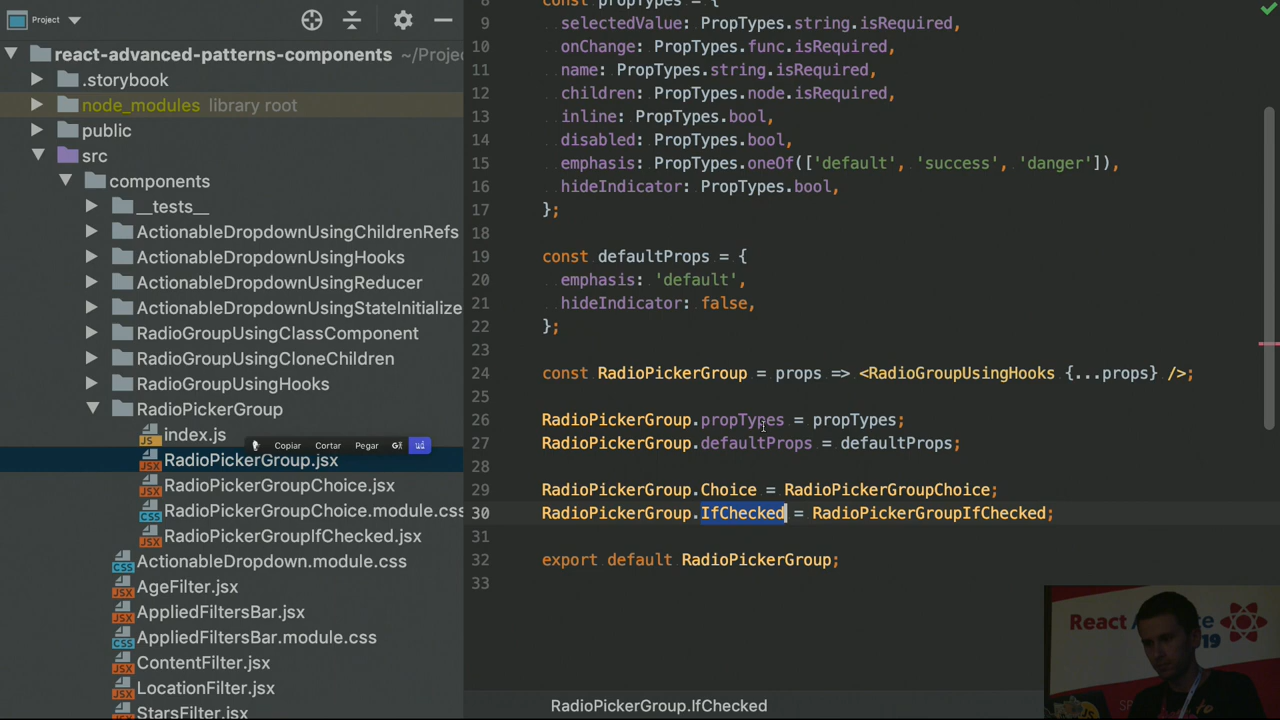 Project
react-advanced-patterns-components ~/Projec
.storybook
node_modules library root
public
src
components
__tests__
ActionableDropdownUsingChildrenRefs
ActionableDropdownUsingHooks
ActionableDropdownUsingReducer
ActionableDropdownUsingStateInitialize
RadioGroupUsingClassComponent
RadioGroupUsingCloneChildren
RadioGroupUsingHooks
RadioPickerGroup
index.js
Copiar Cortar Pegar
RadioPickerGroup.jsx
RadioPickerGroupChoice.jsx
RadioPickerGroupChoice.module.css
RadioPickerGroupIfChecked.jsx
ActionableDropdown.module.css
AgeFilter.jsx
AppliedFiltersBar.jsx
AppliedFiltersBar.module.css
ContentFilter.jsx
LocationFilter.jsx
StarsFilter.jsx
8 const propTypes = {
9 selectedValue: PropTypes.string.isRequired,
10 onChange: PropTypes.func.isRequired,
11 name: PropTypes.string.isRequired,
12 children: PropTypes.node.isRequired,
13 inline: PropTypes.bool,
14 disabled: PropTypes.bool,
15 emphasis: PropTypes.oneOf(['default', 'success', 'danger']),
16 hideIndicator: PropTypes.bool,
17 };
18
19 const defaultProps = {
20 emphasis: 'default',
21 hideIndicator: false,
22 };
23
24 const RadioPickerGroup = props => <RadioGroupUsingHooks {...props} />;
25
26 RadioPickerGroup.propTypes = propTypes;
27 RadioPickerGroup.defaultProps = defaultProps;
28
29 RadioPickerGroup.Choice = RadioPickerGroupChoice;
30 RadioPickerGroup.IfChecked = RadioPickerGroupIfChecked;
31
32 export default RadioPickerGroup;
33
RadioPickerGroup.IfChecked
React
19